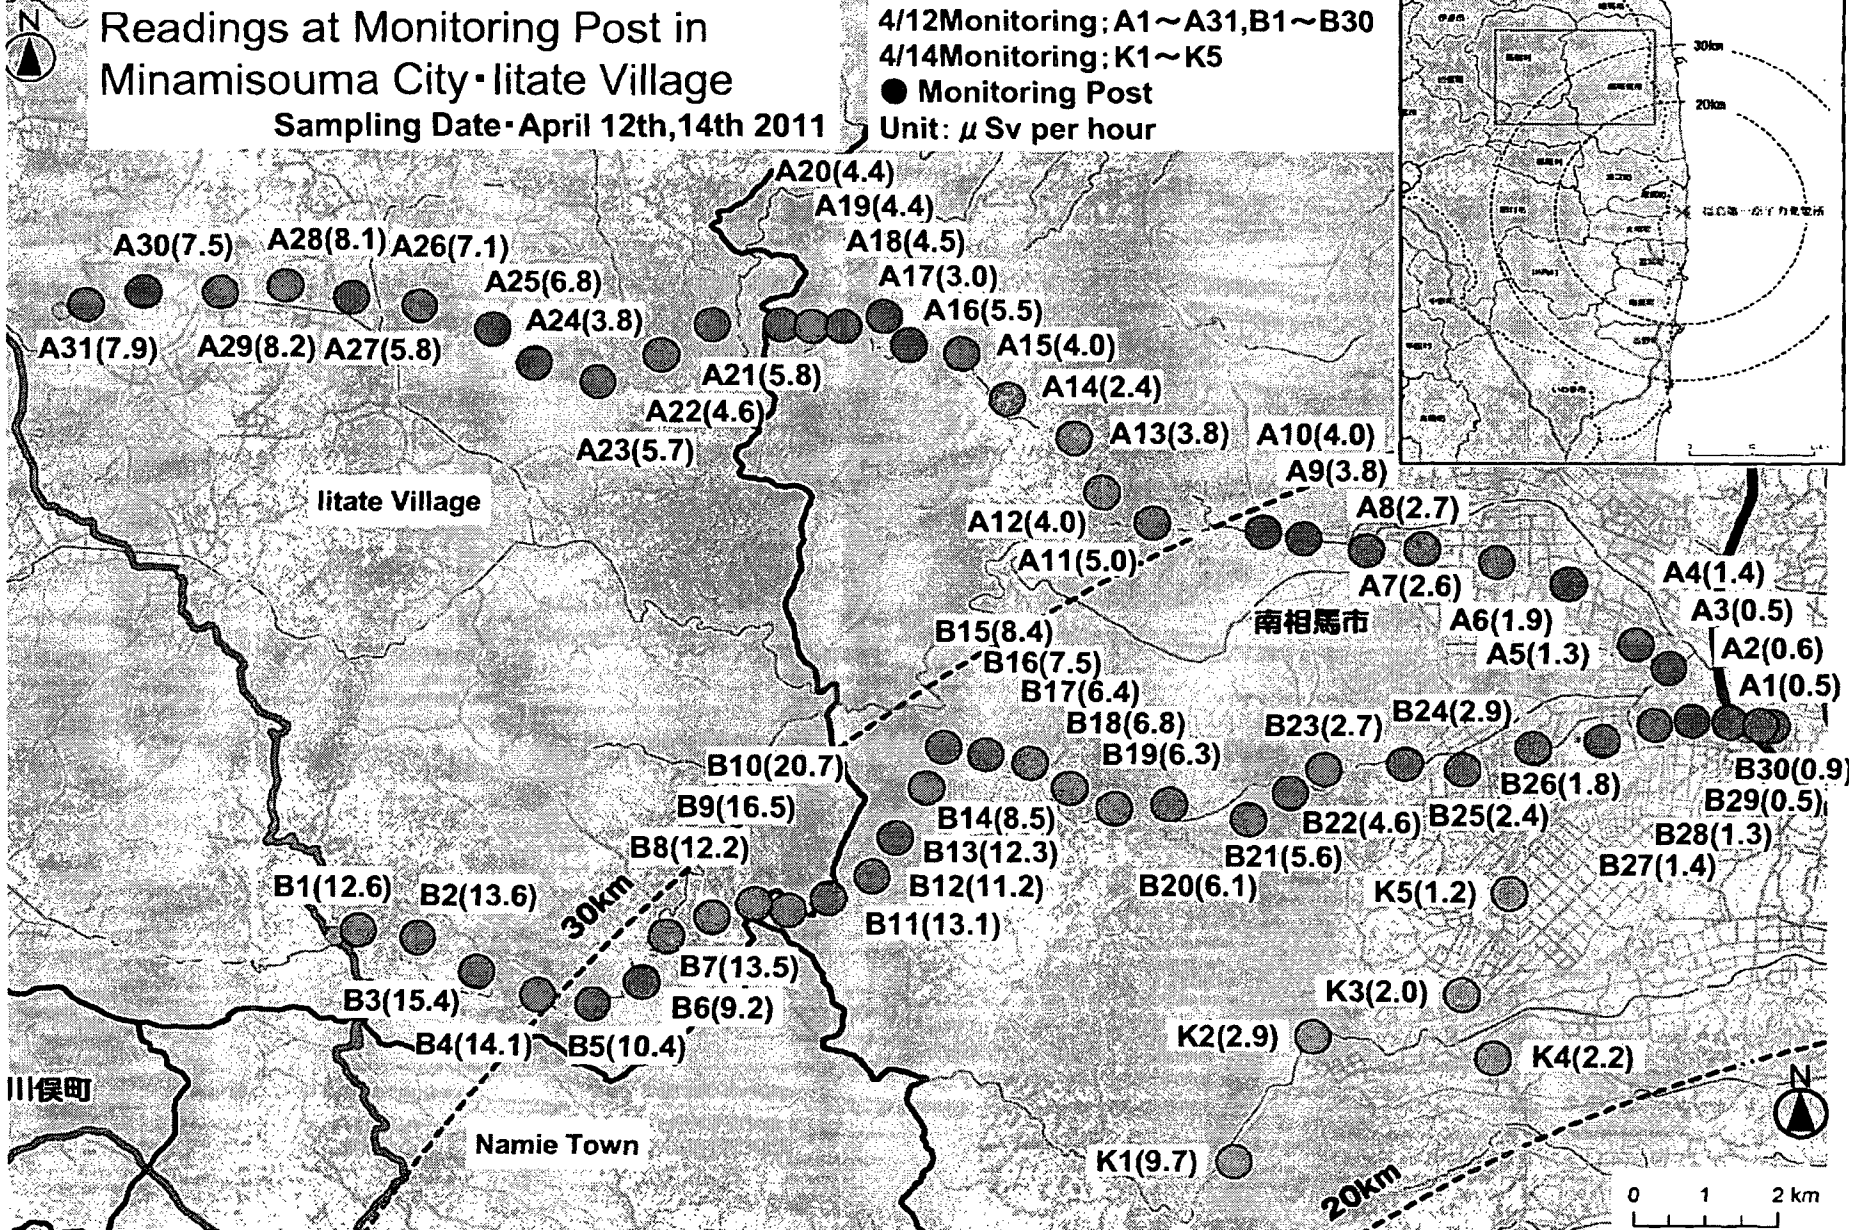 N
Readings at Monitoring Post in
Minamisouma City・Iitate Village
Sampling Date・April 12th,14th 2011
4/12Monitoring;A1～A31,B1～B30
4/14Monitoring;K1～K5
● Monitoring Post
Unit: μSv per hour
30km
20km
A20(4.4)
A19(4.4)
A18(4.5)
A17(3.0)
A16(5.5)
A15(4.0)
A14(2.4)
A13(3.8)
A10(4.0)
A9(3.8)
A30(7.5)
A28(8.1)
A26(7.1)
A25(6.8)
A24(3.8)
A31(7.9)
A29(8.2)
A27(5.8)
A21(5.8)
A22(4.6)
A23(5.7)
Iitate Village
A12(4.0)
A11(5.0)
A8(2.7)
A7(2.6)
A6(1.9)
A5(1.3)
A4(1.4)
A3(0.5)
A2(0.6)
A1(0.5)
南相馬市
B15(8.4)
B16(7.5)
B17(6.4)
B18(6.8)
B19(6.3)
B23(2.7)
B24(2.9)
B10(20.7)
B9(16.5)
B8(12.2)
B14(8.5)
B13(12.3)
B12(11.2)
B11(13.1)
B22(4.6)
B25(2.4)
B21(5.6)
B20(6.1)
B26(1.8)
B30(0.9)
B29(0.5)
B28(1.3)
B27(1.4)
B1(12.6)
B2(13.6)
30km
B3(15.4)
B4(14.1)
B5(10.4)
B7(13.5)
B6(9.2)
K5(1.2)
K3(2.0)
K2(2.9)
K4(2.2)
K1(9.7)
川俣町
Namie Town
20km
N
0 1 2 km